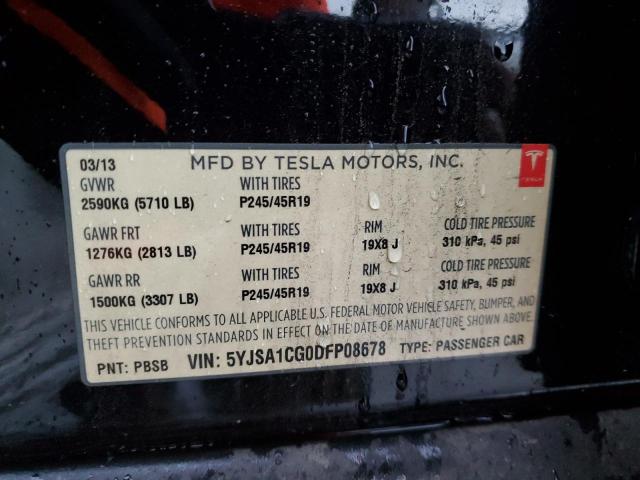 03/13 MFD BY TESLA MOTORS, INC.
TESLA
GVWR WITH TIRES
2590KG (5710 LB) P245/45R19
GAWR FRT WITH TIRES RIM COLD TIRE PRESSURE
1276KG (2813 LB) P245/45R19 19X8 J 310 kPa, 45 psi
GAWR RR WITH TIRES RIM COLD TIRE PRESSURE
1500KG (3307 LB) P245/45R19 19X8 J 310 kPa, 45 psi
THIS VEHICLE CONFORMS TO ALL APPLICABLE U.S. FEDERAL MOTOR VEHICLE SAFETY, BUMPER, AND
THEFT PREVENTION STANDARDS IN EFFECT ON THE DATE OF MANUFACTURE SHOWN ABOVE.
PNT: PBSB VIN: 5YJSA1CG0DFP08678 TYPE: PASSENGER CAR